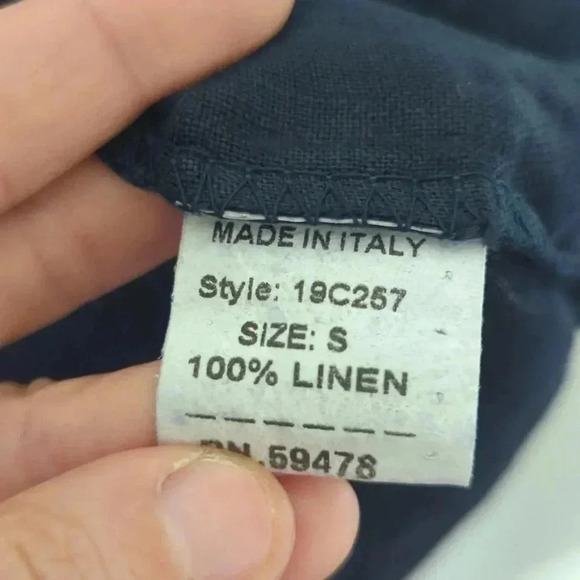 MADE IN ITALY
Style: 19C257
SIZE: S
100% LINEN
RN.59478